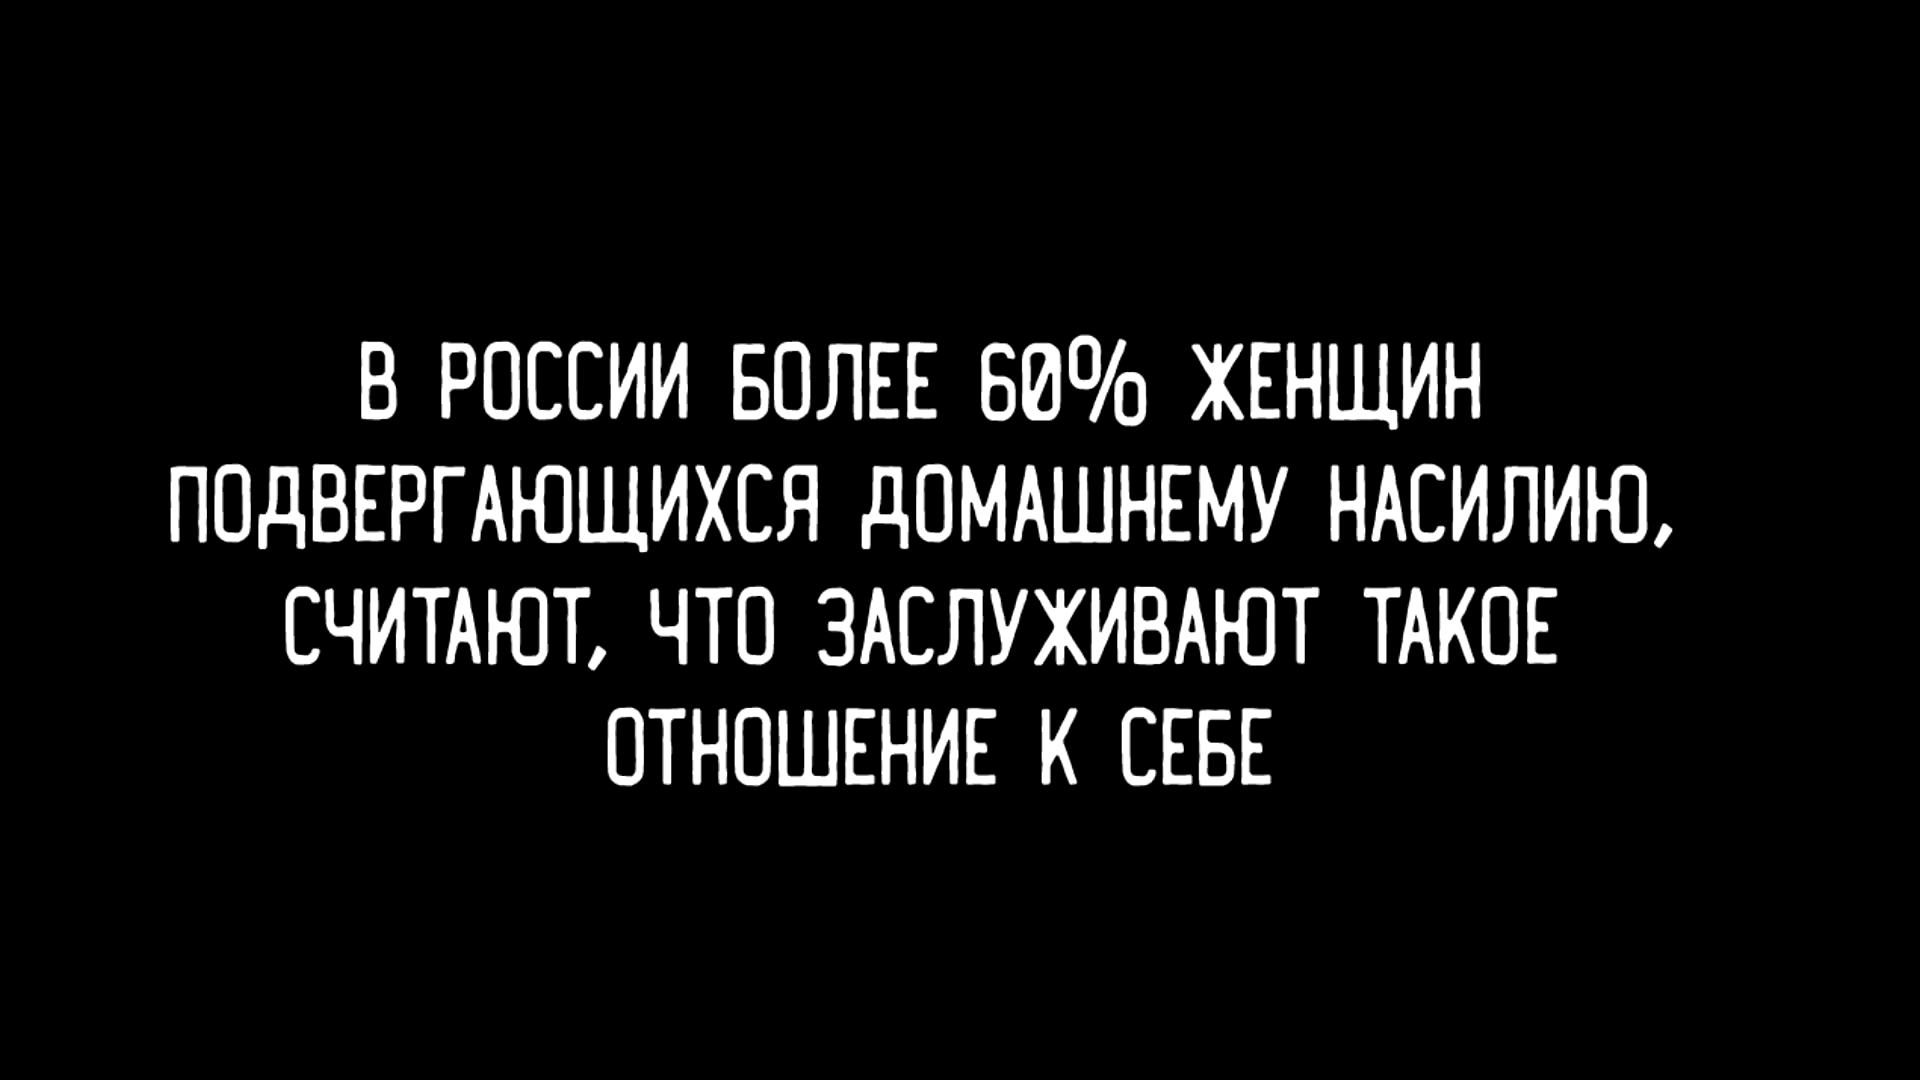 В РОССИИ БОЛЕЕ 60% ЖЕНЩИН
ПОДВЕРГАЮЩИХСЯ ДОМАШНЕМУ НАСИЛИЮ,
СЧИТАЮТ, ЧТО ЗАСЛУЖИВАЮТ ТАКОЕ
ОТНОШЕНИЕ К СЕБЕ